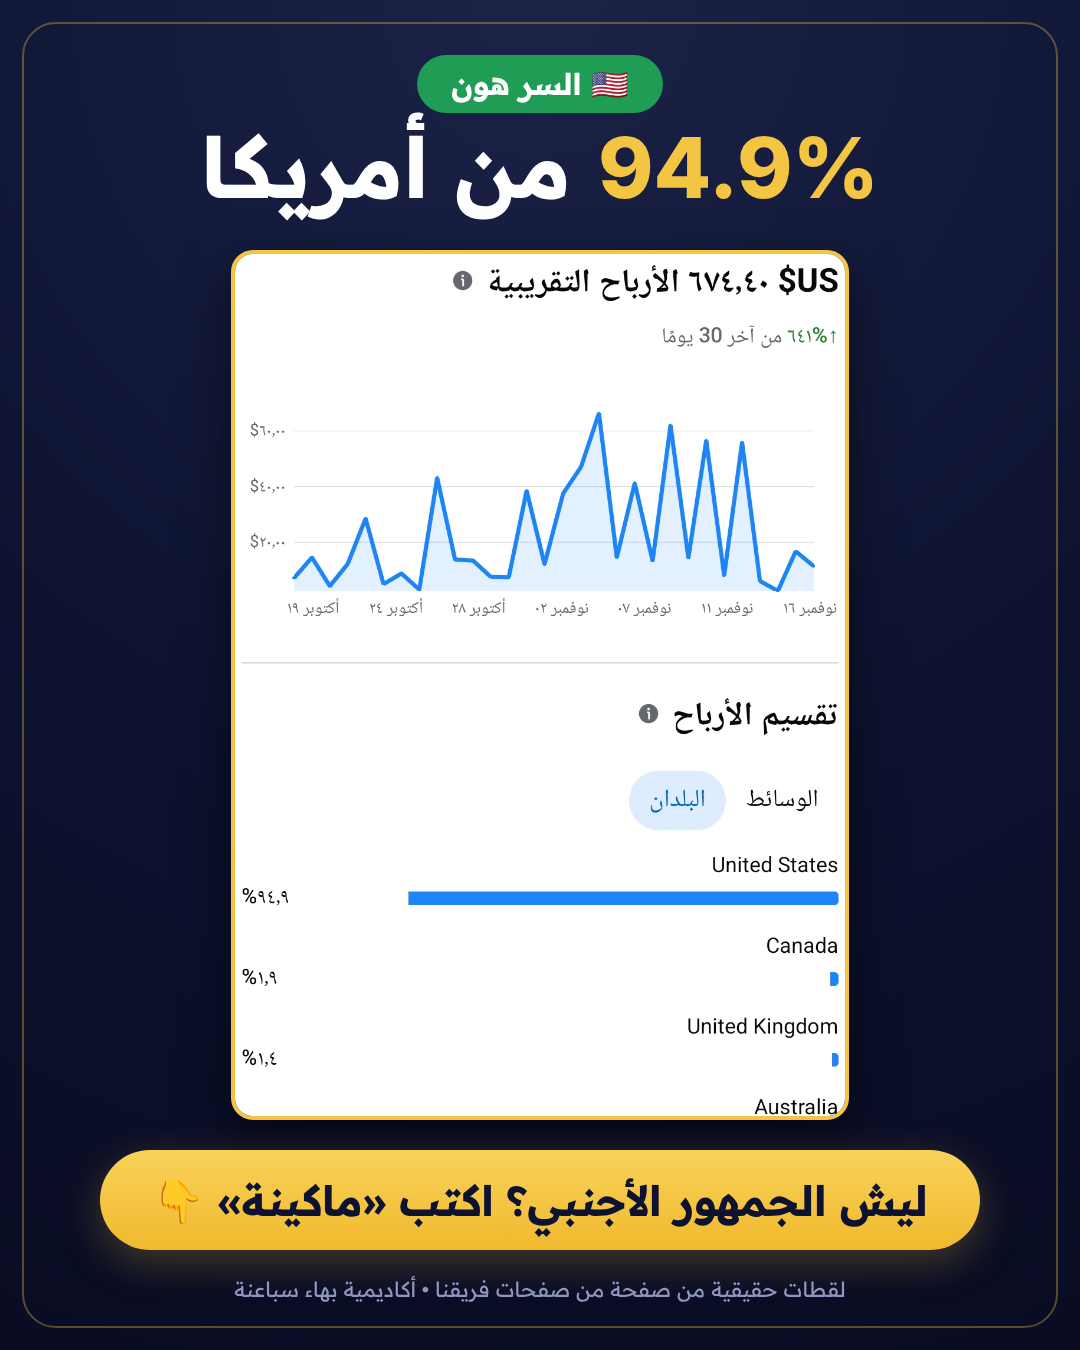 🇺🇸 السر هون
94.9% من أمريكا
US$ ٦٧٤,٤٠ الأرباح التقريبية
↑٦٤١% من آخر 30 يومًا
$٦٠,٠٠
$٤٠,٠٠
$٢٠,٠٠
أكتوبر ١٩ أكتوبر ٢٤ أكتوبر ٢٨ نوفمبر ٠٢ نوفمبر ٠٧ نوفمبر ١١ نوفمبر ١٦
تقسيم الأرباح
الوسائط البلدان
United States
%٩٤,٩
Canada
%١,٩
United Kingdom
%١,٤
Australia
ليش الجمهور الأجنبي؟ اكتب «ماكينة» 👇
لقطات حقيقية من صفحة من صفحات فريقنا • أكاديمية بهاء سباعنة